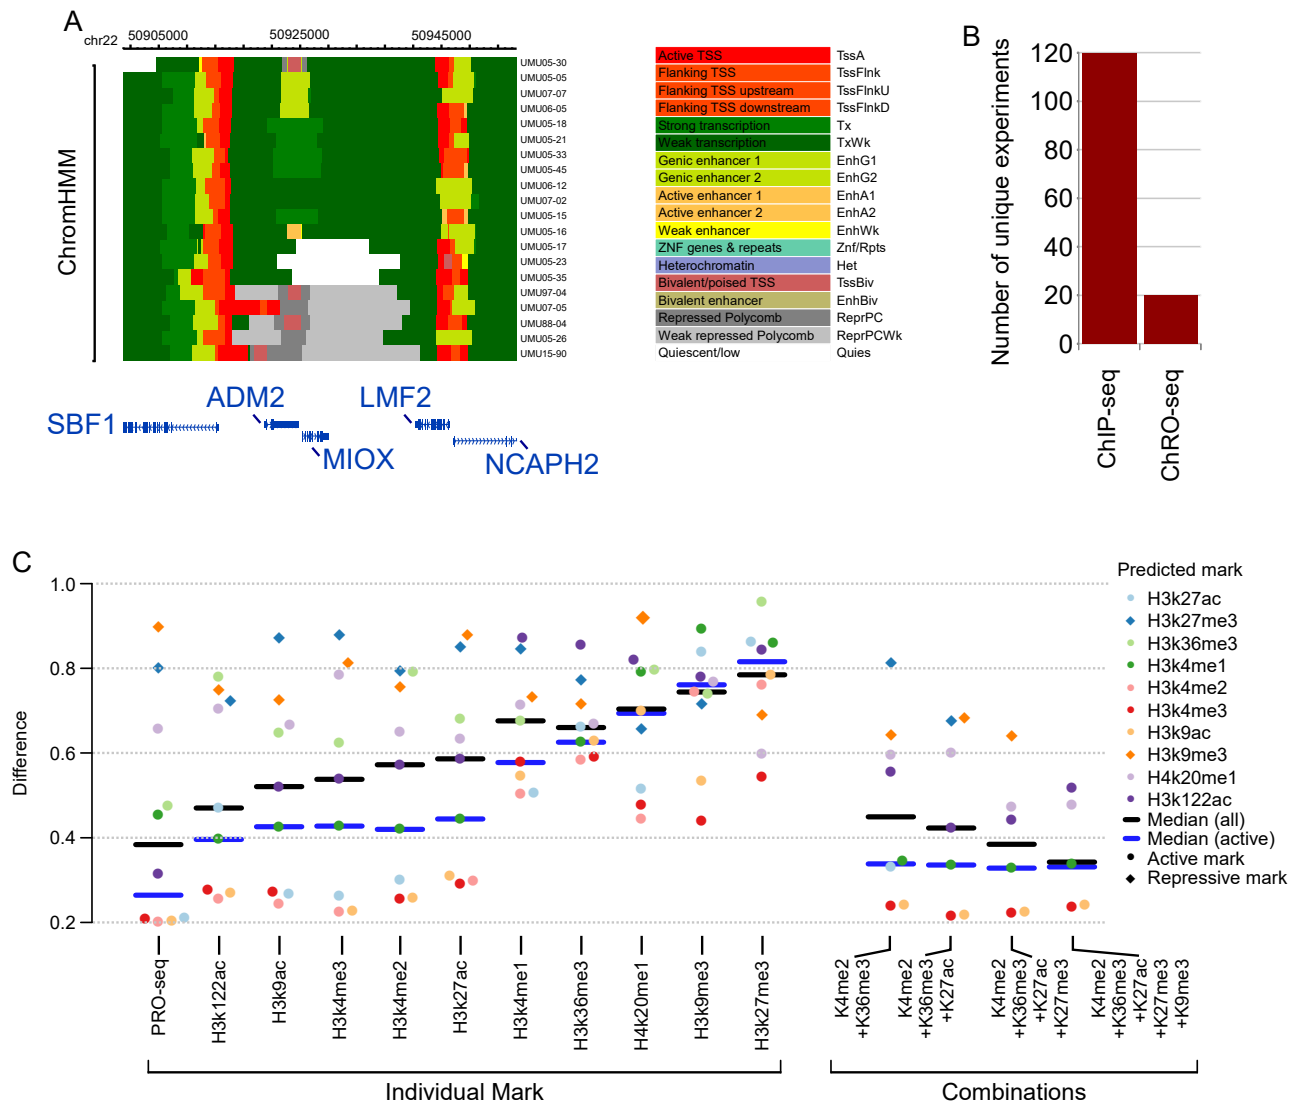 A
chr22
50905000
50925000
50945000
ChromHMM
UMU05-30
UMU05-05
UMU07-07
UMU06-05
UMU05-18
UMU05-21
UMU05-33
UMU05-45
UMU06-12
UMU07-02
UMU05-15
UMU05-16
UMU05-17
UMU05-23
UMU05-35
UMU97-04
UMU07-05
UMU88-04
UMU05-26
UMU15-90
SBF1
ADM2
MIOX
LMF2
NCAPH2
Active TSS TssA
Flanking TSS TssFlnk
Flanking TSS upstream TssFlnkU
Flanking TSS downstream TssFlnkD
Strong transcription Tx
Weak transcription TxWk
Genic enhancer 1 EnhG1
Genic enhancer 2 EnhG2
Active enhancer 1 EnhA1
Active enhancer 2 EnhA2
Weak enhancer EnhWk
ZNF genes & repeats Znf/Rpts
Heterochromatin Het
Bivalent/poised TSS TssBiv
Bivalent enhancer EnhBiv
Repressed Polycomb ReprPC
Weak repressed Polycomb ReprPCWk
Quiescent/low Quies
B
Number of unique experiments
120
100
80
60
40
20
0
ChIP-seq
ChRO-seq
C
Difference
1.0
0.8
0.6
0.4
0.2
PRO-seq
H3k122ac
H3k9ac
H3k4me3
H3k4me2
H3k27ac
H3k4me1
H3k36me3
H4k20me1
H3k9me3
H3k27me3
Individual Mark
K4me2
+K36me3
K4me2
+K36me3
+K27ac
K4me2
+K36me3
+K27ac
+K27me3
K4me2
+K36me3
+K27ac
+K27me3
+K9me3
Combinations
Predicted mark
H3k27ac
H3k27me3
H3k36me3
H3k4me1
H3k4me2
H3k4me3
H3k9ac
H3k9me3
H4k20me1
H3k122ac
Median (all)
Median (active)
Active mark
Repressive mark